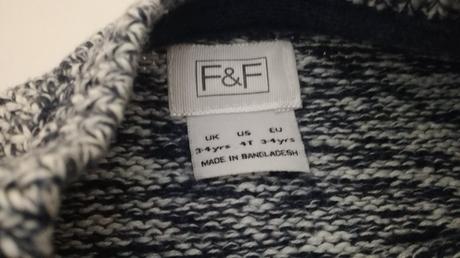 F&F
UK US EU
3-4yrs 4T 3-4yrs
MADE IN BANGLADESH